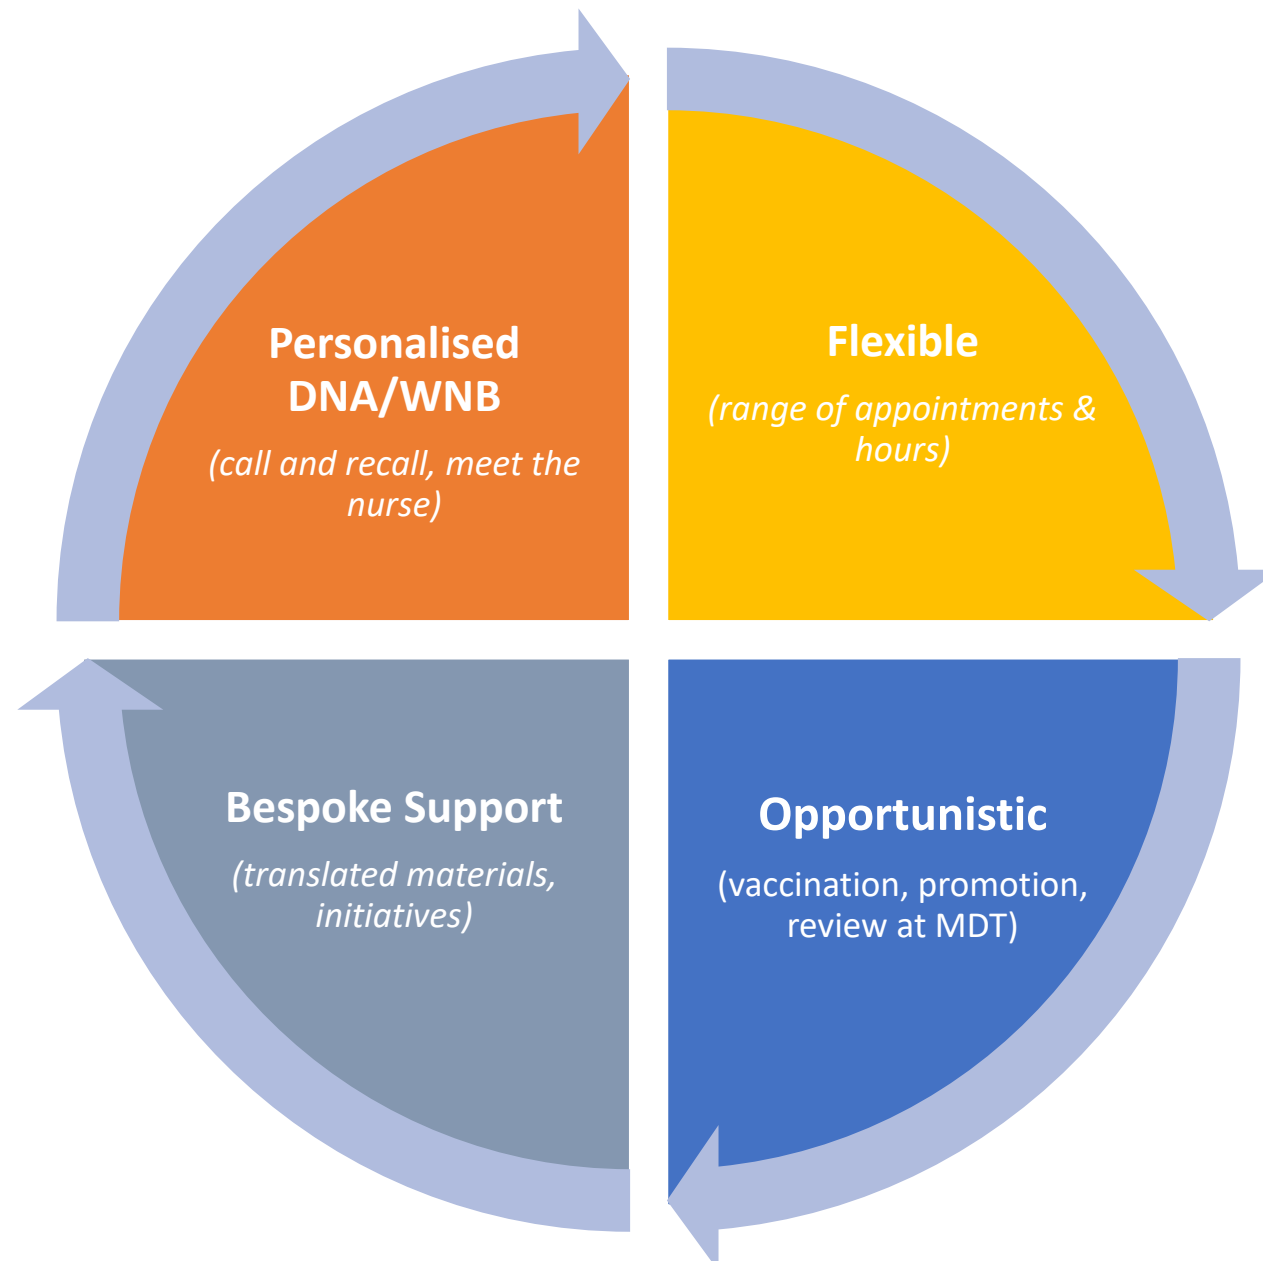 Personalised
DNA/WNB
(call and recall, meet the
nurse)
Flexible
(range of appointments &
hours)
Bespoke Support
(translated materials,
initiatives)
Opportunistic
(vaccination, promotion,
review at MDT)